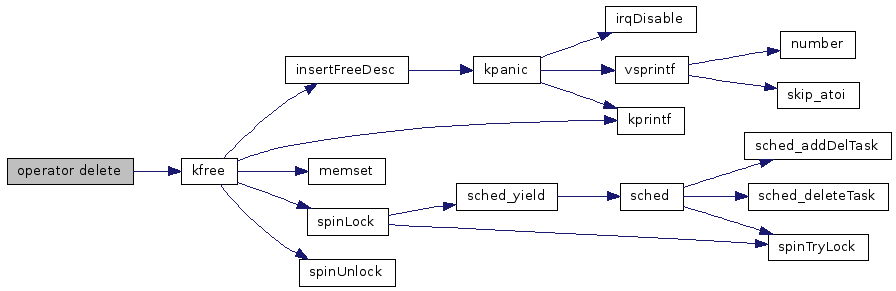 operator delete
kfree
insertFreeDesc
kpanic
irqDisable
vsprintf
number
skip_atoi
kprintf
memset
spinLock
sched_yield
sched
sched_addDelTask
sched_deleteTask
spinTryLock
spinUnlock